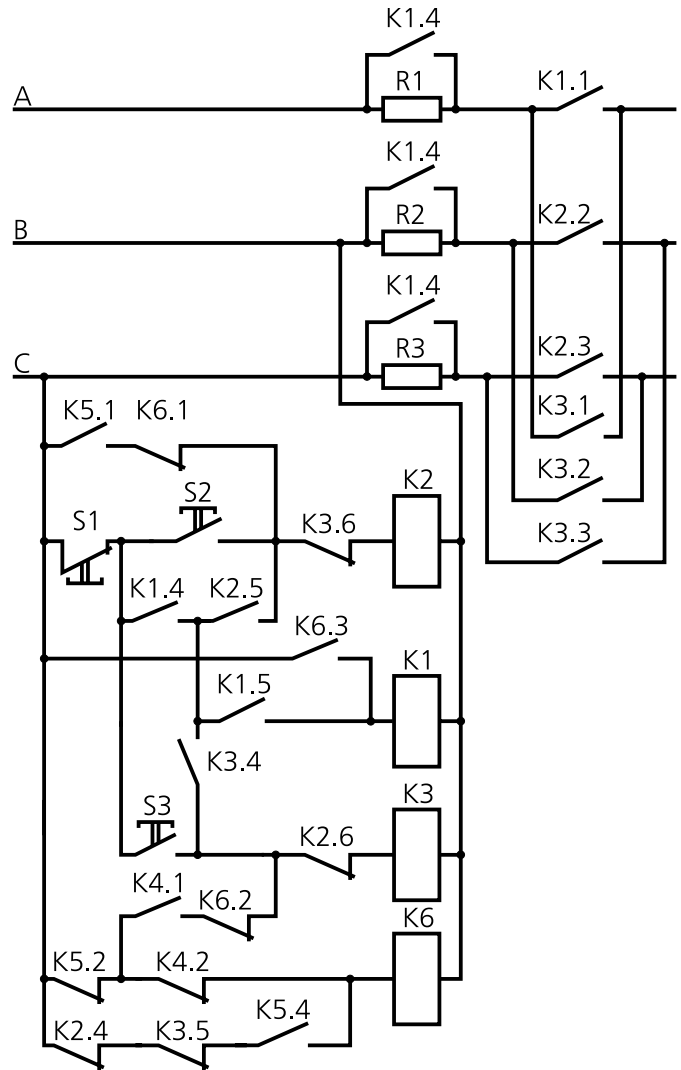 K1.4
A
R1
K1.1
K1.4
B
R2
K2.2
K1.4
C
R3
K2.3
K5.1 K6.1
K3.1
S2
K2
K3.2
S1
K3.6
K3.3
K1.4 K2.5
K6.3
K1
K1.5
K3.4
S3
K3
K2.6
K4.1
K6.2
K6
K5.2 K4.2
K5.4
K2.4 K3.5